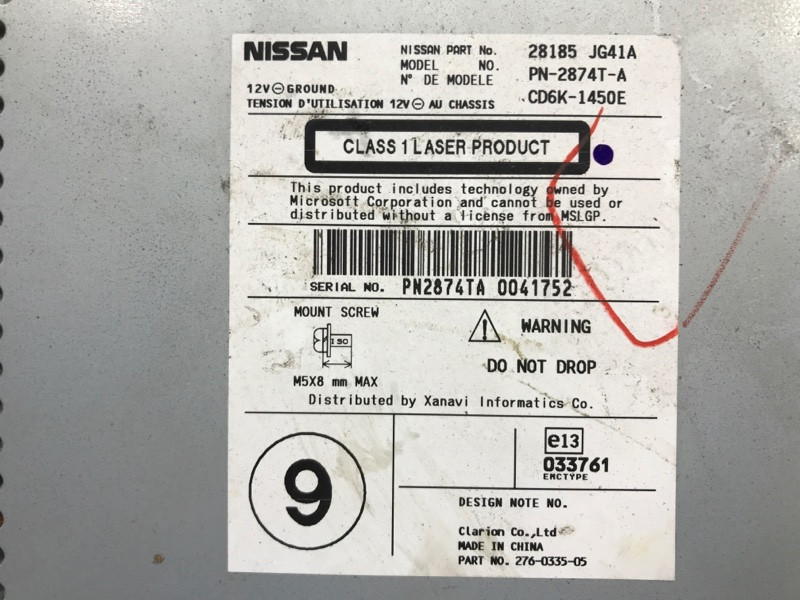 NISSAN
NISSAN PART No. 28185 JG41A
MODEL NO. PN-2874T-A
N° DE MODELE
CD6K-1450E
12V⊖GROUND
TENSION D'UTILISATION 12V⊖ AU CHASSIS
CLASS 1 LASER PRODUCT
This product includes technology owned by
Microsoft Corporation and cannot be used or
distributed without a license from MSLGP.
SERIAL NO. PN2874TA 0041752
MOUNT SCREW
ISO
M5X8 mm MAX
WARNING
DO NOT DROP
Distributed by Xanavi Informatics Co.
9
e13
033761
EMCTYPE
DESIGN NOTE NO.
Clarion Co.,Ltd
MADE IN CHINA
PART NO. 276-0335-05